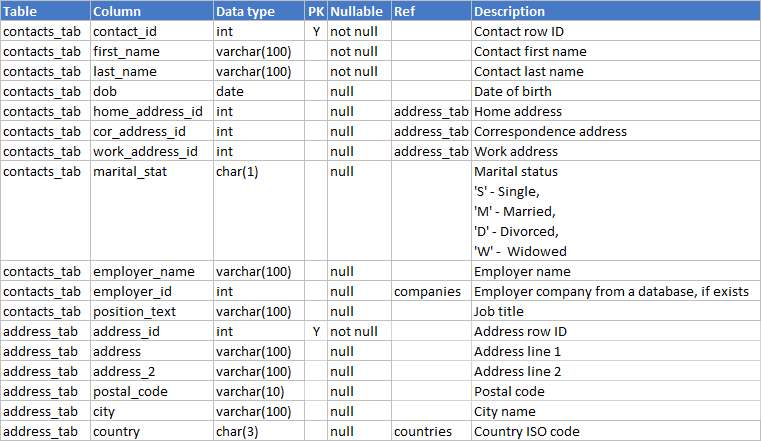 Table Column Data type PK Nullable Ref Description
contacts_tab contact_id int Y not null Contact row ID
contacts_tab first_name varchar(100) not null Contact first name
contacts_tab last_name varchar(100) not null Contact last name
contacts_tab dob date null Date of birth
contacts_tab home_address_id int null address_tab Home address
contacts_tab cor_address_id int null address_tab Correspondence address
contacts_tab work_address_id int null address_tab Work address
contacts_tab marital_stat char(1) null Marital status
'S' - Single,
'M' - Married,
'D' - Divorced,
'W' -  Widowed
contacts_tab employer_name varchar(100) null Employer name
contacts_tab employer_id int null companies Employer company from a database, if exists
contacts_tab position_text varchar(100) null Job title
address_tab address_id int Y not null Address row ID
address_tab address varchar(100) null Address line 1
address_tab address_2 varchar(100) null Address line 2
address_tab postal_code varchar(10) null Postal code
address_tab city varchar(100) null City name
address_tab country char(3) null countries Country ISO code